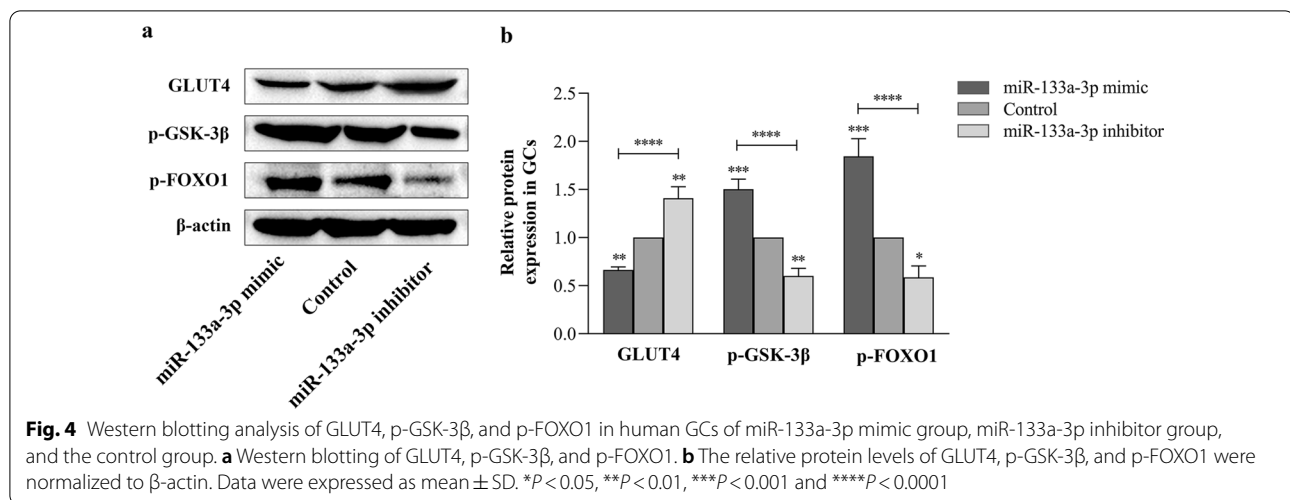 a
GLUT4
p-GSK-3β
p-FOXO1
β-actin
miR-133a-3p mimic
Control
miR-133a-3p inhibitor
b
miR-133a-3p mimic
Control
miR-133a-3p inhibitor
Relative protein
expression in GCs
2.5
2.0
1.5
1.0
0.5
0.0
****
**
**
****
***
**
****
***
*
GLUT4
p-GSK-3β
p-FOXO1
Fig. 4 Western blotting analysis of GLUT4, p-GSK-3β, and p-FOXO1 in human GCs of miR-133a-3p mimic group, miR-133a-3p inhibitor group,
and the control group. a Western blotting of GLUT4, p-GSK-3β, and p-FOXO1. b The relative protein levels of GLUT4, p-GSK-3β, and p-FOXO1 were
normalized to β-actin. Data were expressed as mean ± SD. *P < 0.05, **P < 0.01, ***P < 0.001 and ****P < 0.0001